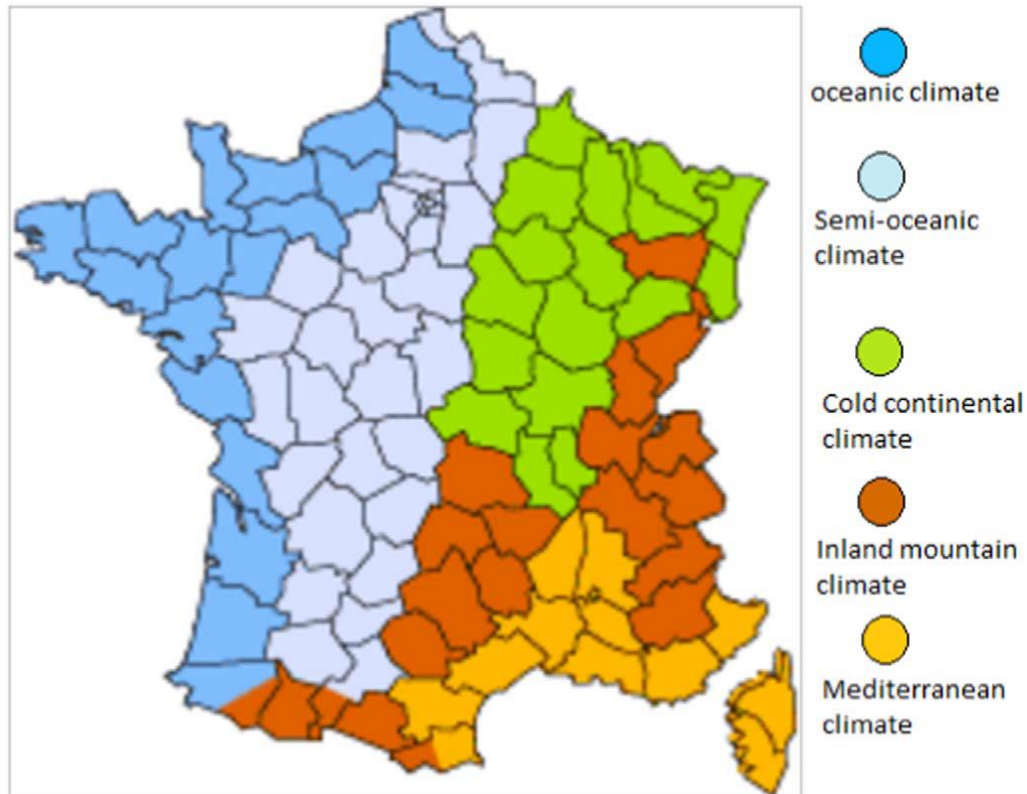 oceanic climate
Semi-oceanic
climate
Cold continental
climate
Inland mountain
climate
Mediterranean
climate